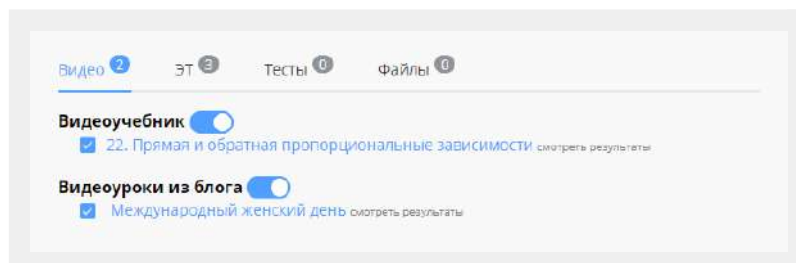 Видео 2 ЭТ 3 Тесты 0 Файлы 0
Видеоучебник
22. Прямая и обратная пропорциональные зависимости смотреть результаты
Видеоуроки из блога
Международный женский день смотреть результаты